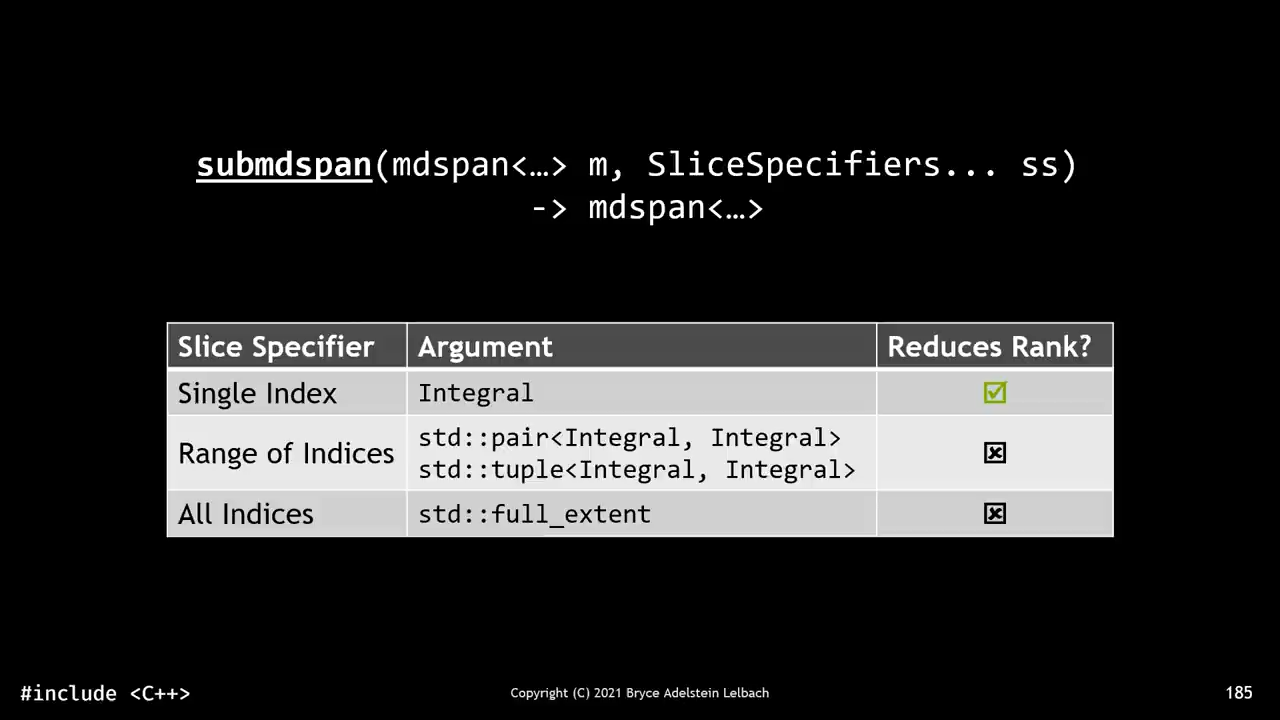 submdspan(mdspan<…> m, SliceSpecifiers... ss)
-> mdspan<…>
Slice Specifier Argument Reduces Rank?
Single Index Integral ☑
Range of Indices std::pair<Integral, Integral>
std::tuple<Integral, Integral> ☒
All Indices std::full_extent ☒
#include <C++> Copyright (C) 2021 Bryce Adelstein Lelbach 185